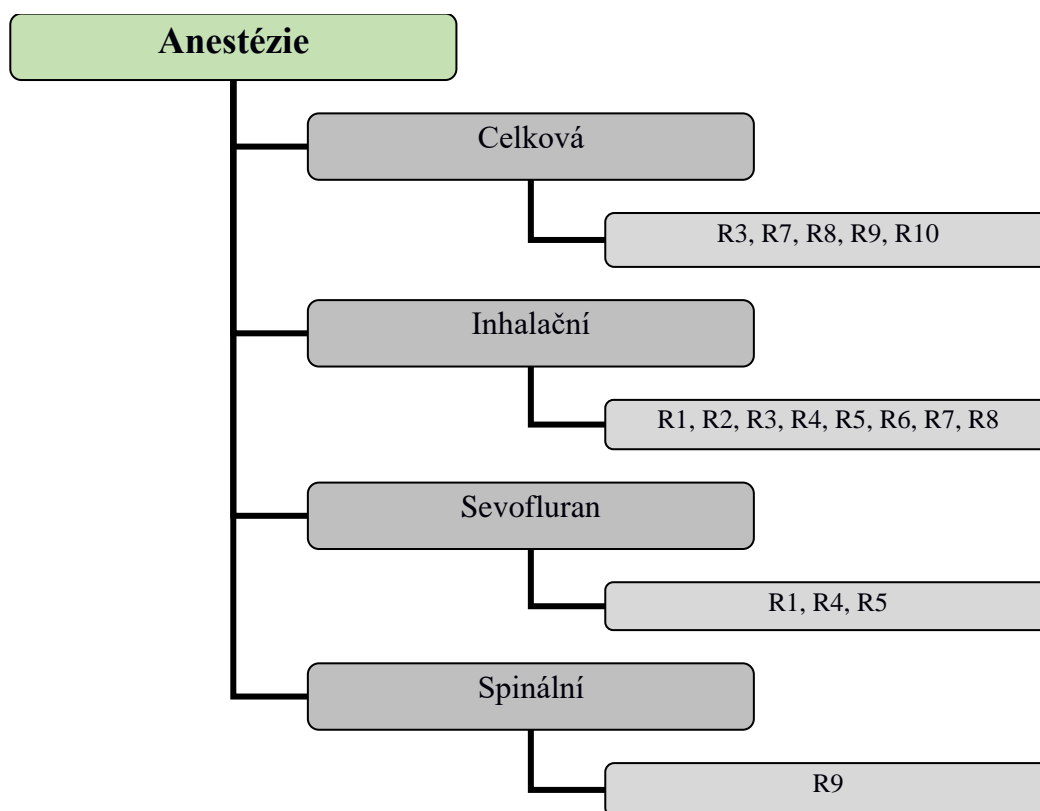 Anestézie
Celková
R3, R7, R8, R9, R10
Inhalační
R1, R2, R3, R4, R5, R6, R7, R8
Sevofluran
R1, R4, R5
Spinální
R9